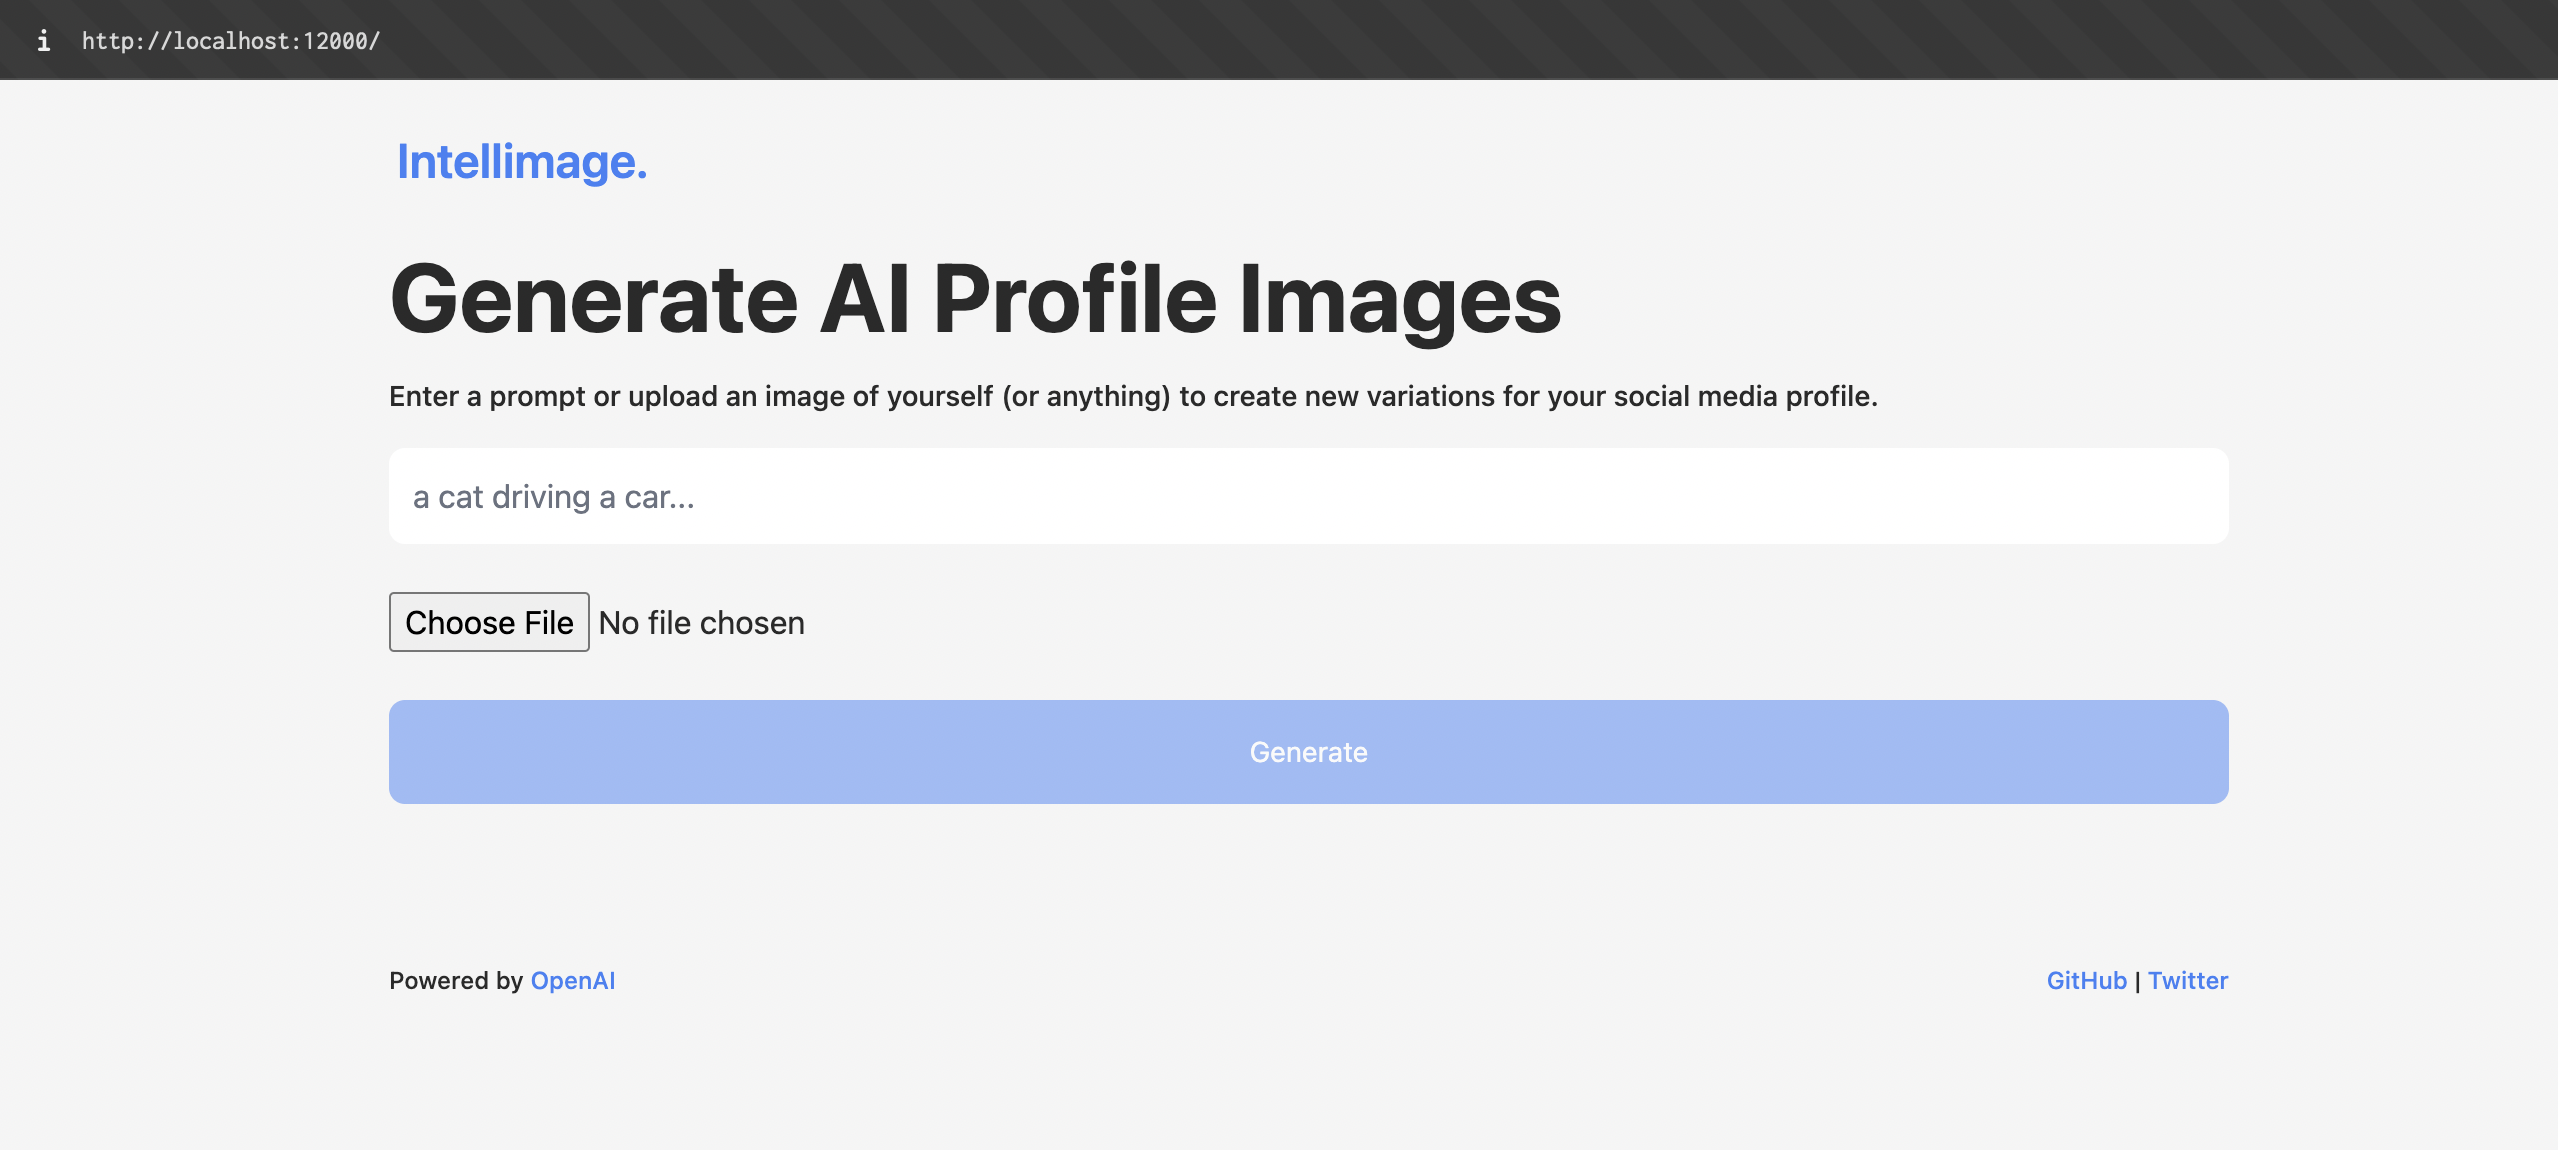 i http://localhost:12000/
Intellimage.
Generate AI Profile Images
Enter a prompt or upload an image of yourself (or anything) to create new variations for your social media profile.
a cat driving a car...
Choose File No file chosen
Generate
Powered by OpenAI
GitHub | Twitter